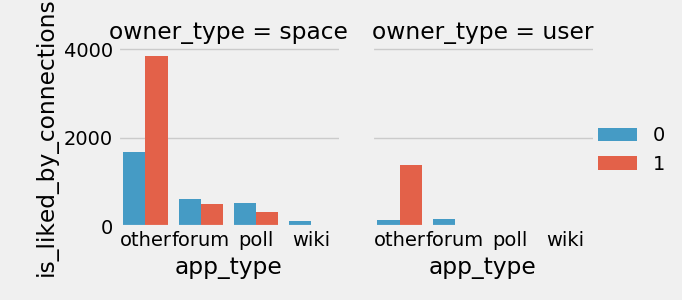 owner_type = space
owner_type = user
is_liked_by_connections
4000
2000
0
other forum poll wiki
other forum poll wiki
app_type
app_type
0
1